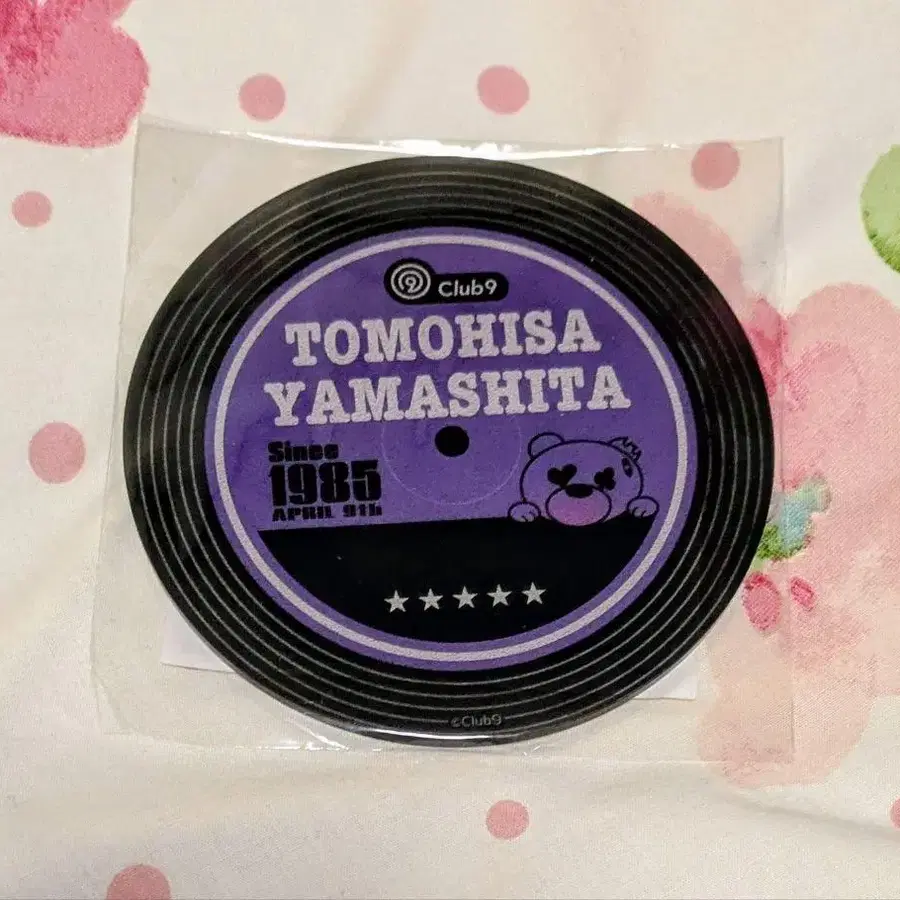 Club9
TOMOHISA
YAMASHITA
Since
1985
APRIL 9th
©Club9